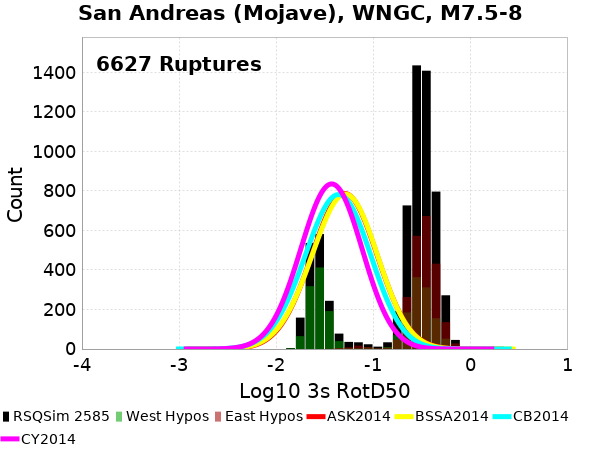 San Andreas (Mojave), WNGC, M7.5-8
6627 Ruptures
Count
1400
1200
1000
800
600
400
200
0
-4 -3 -2 -1 0 1
Log10 3s RotD50
RSQSim 2585 West Hypos East Hypos ASK2014 BSSA2014 CB2014
CY2014